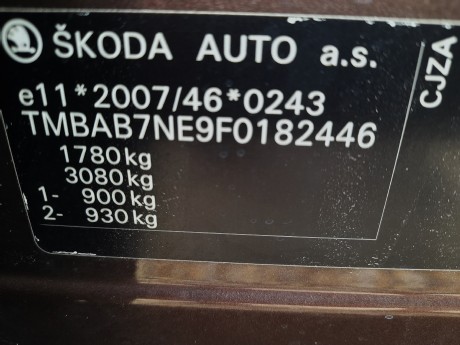 ŠKODA AUTO a.s.
e11*2007/46*0243
TMBAB7NE9F0182446
1780kg
3080kg
1- 900kg
2- 930kg
CJZA